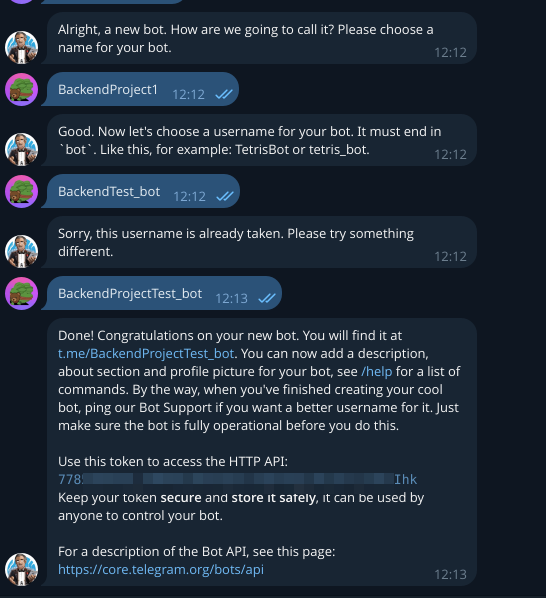 Alright, a new bot. How are we going to call it? Please choose a
name for your bot.
12:12
BackendProject1
12:12
Good. Now let's choose a username for your bot. It must end in
`bot`. Like this, for example: TetrisBot or tetris_bot.
12:12
BackendTest_bot
12:12
Sorry, this username is already taken. Please try something
different.
12:12
BackendProjectTest_bot
12:13
Done! Congratulations on your new bot. You will find it at
t.me/BackendProjectTest_bot. You can now add a description,
about section and profile picture for your bot, see /help for a list of
commands. By the way, when you've finished creating your cool
bot, ping our Bot Support if you want a better username for it. Just
make sure the bot is fully operational before you do this.
Use this token to access the HTTP API:
778 Ihk
Keep your token secure and store it safely, it can be used by
anyone to control your bot.
For a description of the Bot API, see this page:
https://core.telegram.org/bots/api
12:13